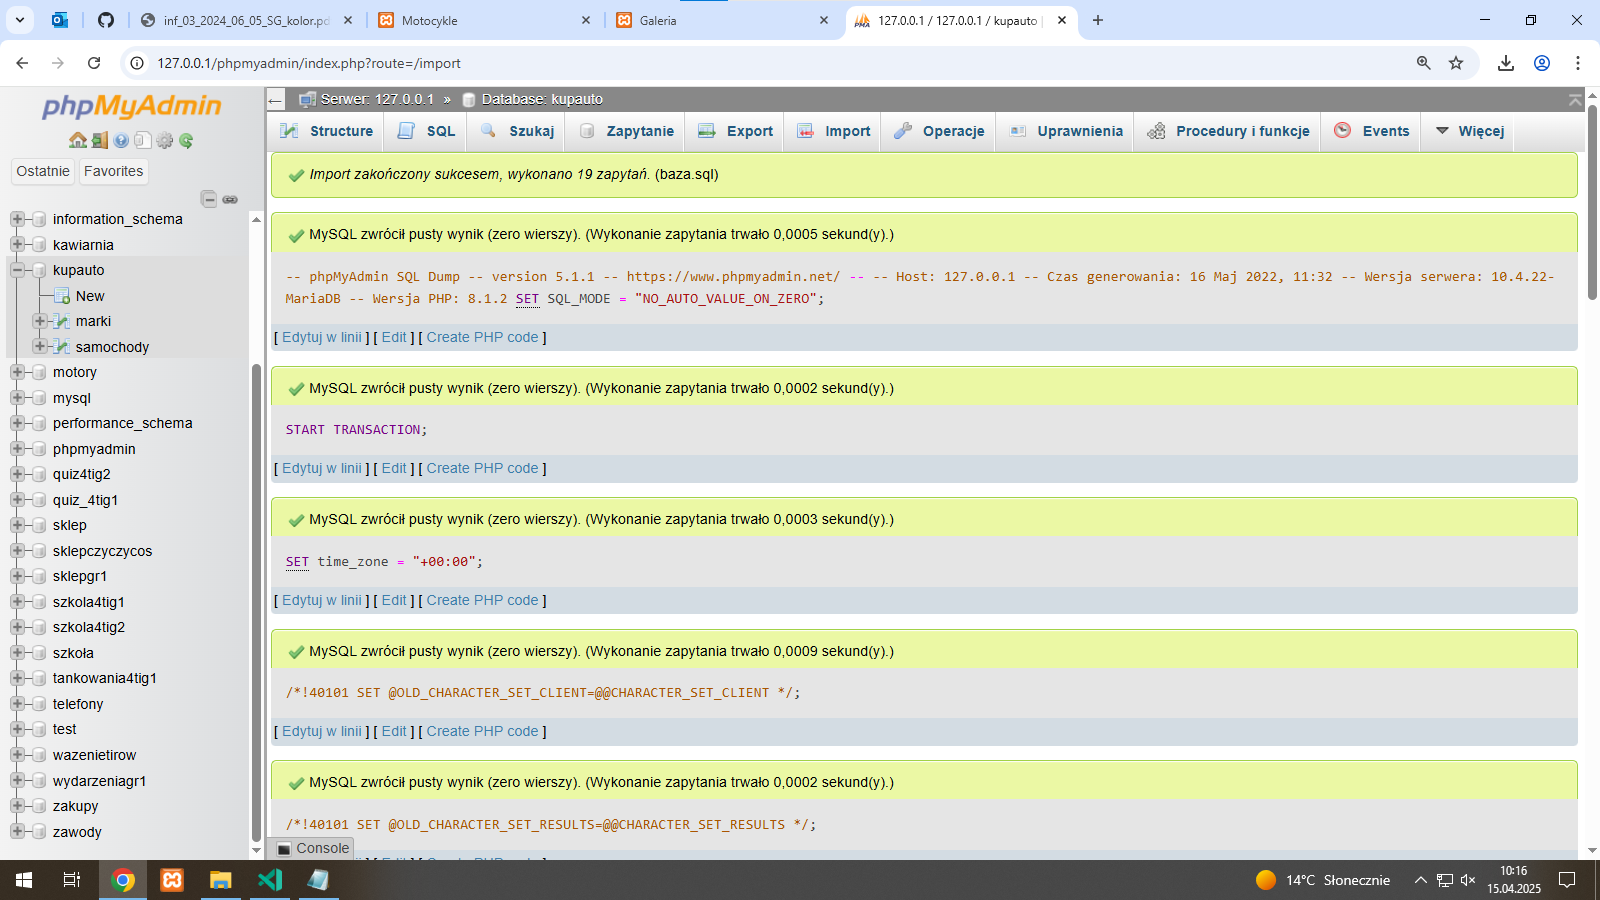 inf_03_2024_06_05_SG_kolor.pd
Motocykle
Galeria
127.0.0.1 / 127.0.0.1 / kupauto |
127.0.0.1/phpmyadmin/index.php?route=/import
phpMyAdmin
Ostatnie
Favorites
information_schema
kawiarnia
kupauto
New
marki
samochody
motory
mysql
performance_schema
phpmyadmin
quiz4tig2
quiz_4tig1
sklep
sklepczyczycos
sklepgr1
szkola4tig1
szkola4tig2
szkoła
tankowania4tig1
telefony
test
wazenietirow
wydarzeniagr1
zakupy
zawody
Serwer: 127.0.0.1 » Database: kupauto
Structure SQL Szukaj Zapytanie Export Import Operacje Uprawnienia Procedury i funkcje Events Więcej
Import zakończony sukcesem, wykonano 19 zapytań. (baza.sql)
MySQL zwrócił pusty wynik (zero wierszy). (Wykonanie zapytania trwało 0,0005 sekund(y).)
-- phpMyAdmin SQL Dump -- version 5.1.1 -- https://www.phpmyadmin.net/ -- -- Host: 127.0.0.1 -- Czas generowania: 16 Maj 2022, 11:32 -- Wersja serwera: 10.4.22-
MariaDB -- Wersja PHP: 8.1.2 SET SQL_MODE = "NO_AUTO_VALUE_ON_ZERO";
[ Edytuj w linii ] [ Edit ] [ Create PHP code ]
MySQL zwrócił pusty wynik (zero wierszy). (Wykonanie zapytania trwało 0,0002 sekund(y).)
START TRANSACTION;
[ Edytuj w linii ] [ Edit ] [ Create PHP code ]
MySQL zwrócił pusty wynik (zero wierszy). (Wykonanie zapytania trwało 0,0003 sekund(y).)
SET time_zone = "+00:00";
[ Edytuj w linii ] [ Edit ] [ Create PHP code ]
MySQL zwrócił pusty wynik (zero wierszy). (Wykonanie zapytania trwało 0,0009 sekund(y).)
/*!40101 SET @OLD_CHARACTER_SET_CLIENT=@@CHARACTER_SET_CLIENT */;
[ Edytuj w linii ] [ Edit ] [ Create PHP code ]
MySQL zwrócił pusty wynik (zero wierszy). (Wykonanie zapytania trwało 0,0002 sekund(y).)
/*!40101 SET @OLD_CHARACTER_SET_RESULTS=@@CHARACTER_SET_RESULTS */;
Console
14°C Słonecznie
10:16
15.04.2025